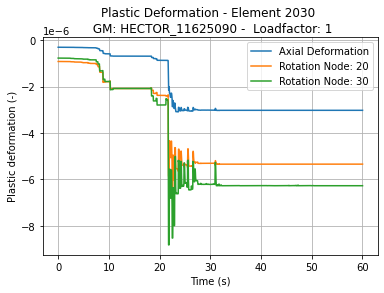 Plastic Deformation - Element 2030
GM: HECTOR_11625090 -  Loadfactor: 1
1e−6
Axial Deformation
Rotation Node: 20
Rotation Node: 30
Plastic deformation (-)
0
−2
−4
−6
−8
0 10 20 30 40 50 60
Time (s)